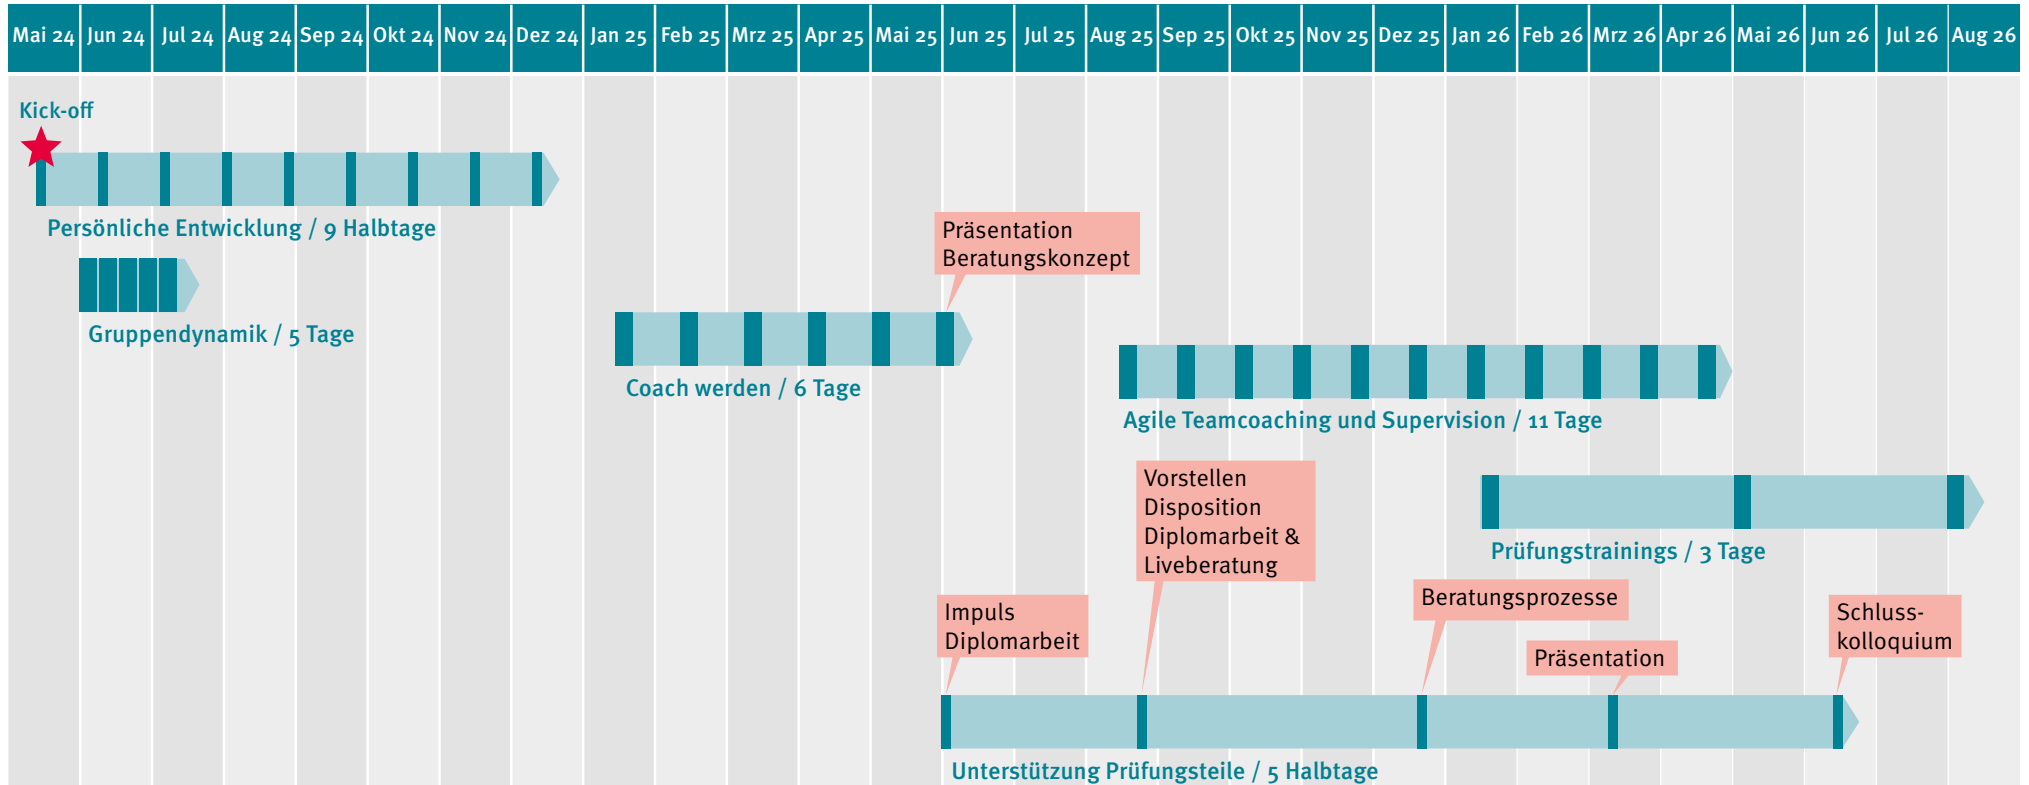 Mai 24 Jun 24 Jul 24 Aug 24 Sep 24 Okt 24 Nov 24 Dez 24 Jan 25 Feb 25 Mrz 25 Apr 25 Mai 25 Jun 25 Jul 25 Aug 25 Sep 25 Okt 25 Nov 25 Dez 25 Jan 26 Feb 26 Mrz 26 Apr 26 Mai 26 Jun 26 Jul 26 Aug 26
Kick-off
Persönliche Entwicklung / 9 Halbtage
Gruppendynamik / 5 Tage
Präsentation
Beratungskonzept
Coach werden / 6 Tage
Agile Teamcoaching und Supervision / 11 Tage
Vorstellen
Disposition
Diplomarbeit &
Liveberatung
Prüfungstrainings / 3 Tage
Impuls
Diplomarbeit
Beratungsprozesse
Präsentation
Schluss-
kolloquium
Unterstützung Prüfungsteile / 5 Halbtage